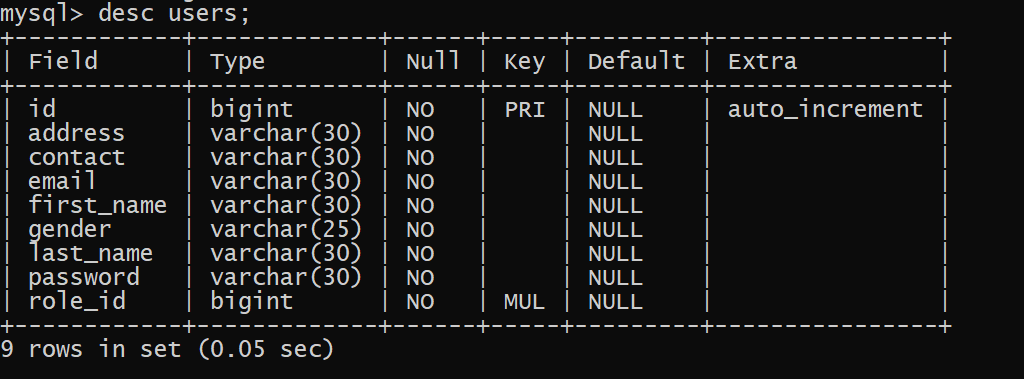 mysql> desc users;
+------------+-------------+------+-----+---------+----------------+
| Field      | Type        | Null | Key | Default | Extra          |
+------------+-------------+------+-----+---------+----------------+
| id         | bigint      | NO   | PRI | NULL    | auto_increment |
| address    | varchar(30) | NO   |     | NULL    |                |
| contact    | varchar(30) | NO   |     | NULL    |                |
| email      | varchar(30) | NO   |     | NULL    |                |
| first_name | varchar(30) | NO   |     | NULL    |                |
| gender     | varchar(25) | NO   |     | NULL    |                |
| last_name  | varchar(30) | NO   |     | NULL    |                |
| password   | varchar(30) | NO   |     | NULL    |                |
| role_id    | bigint      | NO   | MUL | NULL    |                |
+------------+-------------+------+-----+---------+----------------+
9 rows in set (0.05 sec)